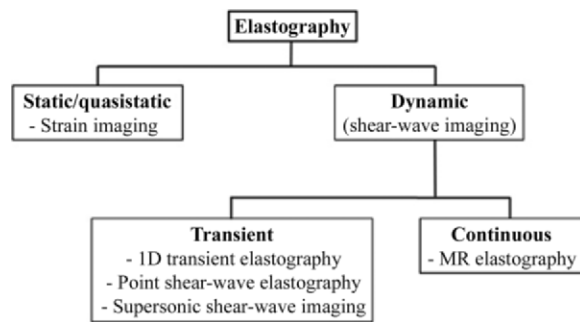 Elastography
Static/quasistatic
- Strain imaging
Dynamic
(shear-wave imaging)
Transient
- 1D transient elastography
- Point shear-wave elastography
- Supersonic shear-wave imaging
Continuous
- MR elastography